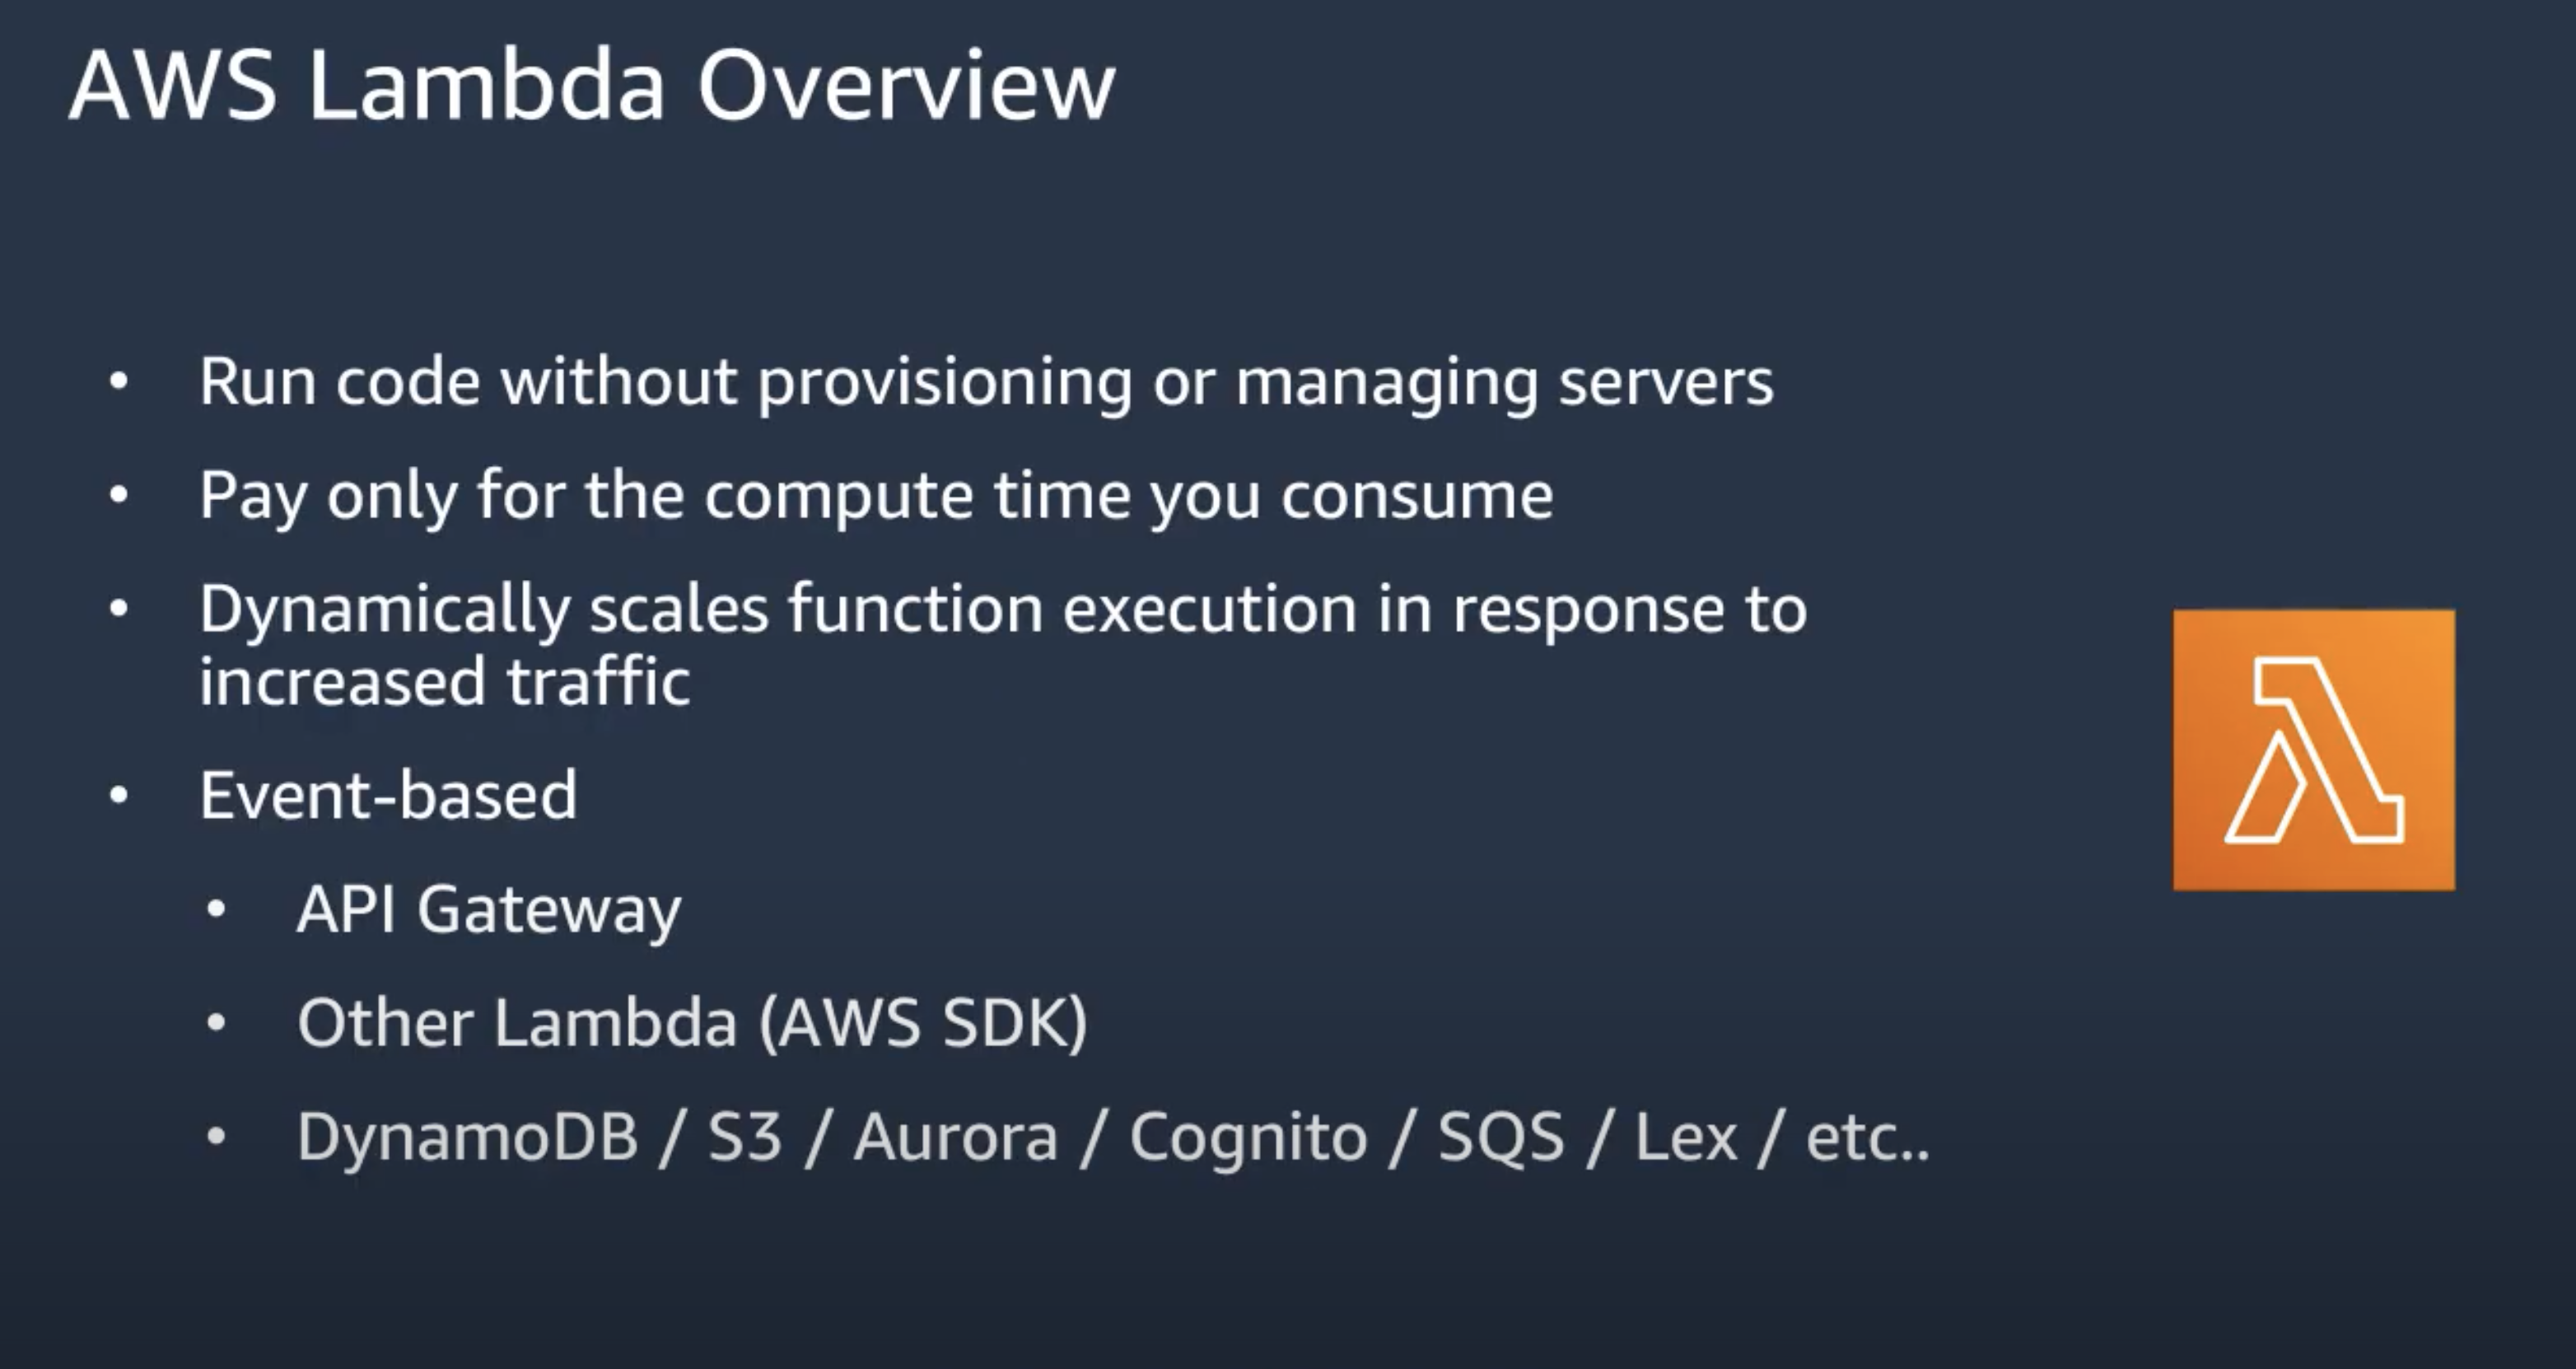 AWS Lambda Overview
• Run code without provisioning or managing servers
• Pay only for the compute time you consume
• Dynamically scales function execution in response to
increased traffic
• Event-based
• API Gateway
• Other Lambda (AWS SDK)
• DynamoDB / S3 / Aurora / Cognito / SQS / Lex / etc..